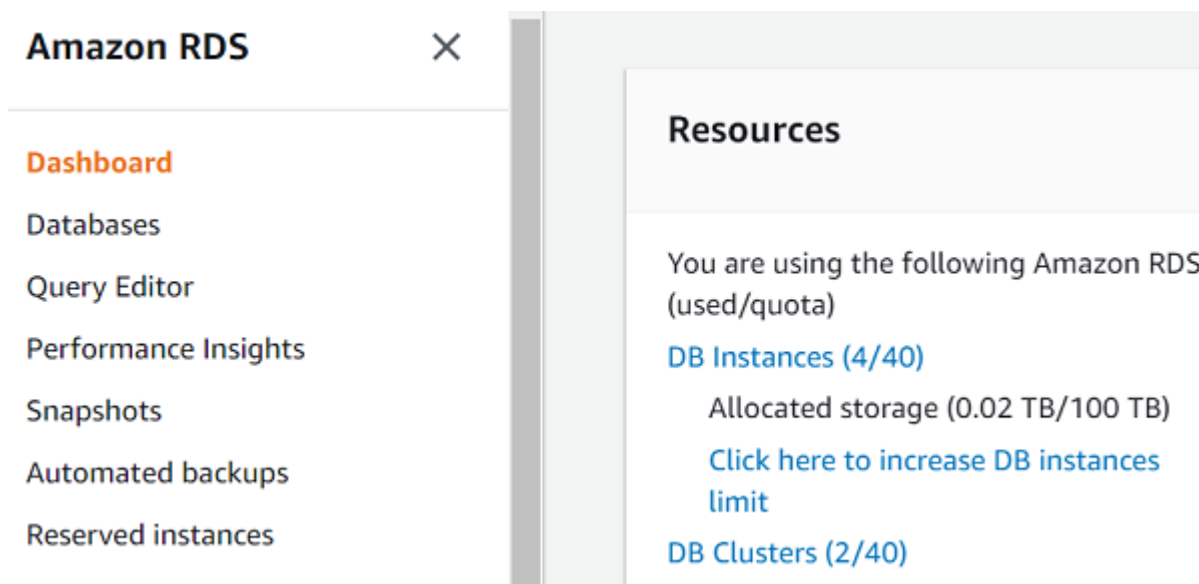 Amazon RDS
Dashboard
Databases
Query Editor
Performance Insights
Snapshots
Automated backups
Reserved instances
Resources
You are using the following Amazon RDS
(used/quota)
DB Instances (4/40)
Allocated storage (0.02 TB/100 TB)
Click here to increase DB instances
limit
DB Clusters (2/40)